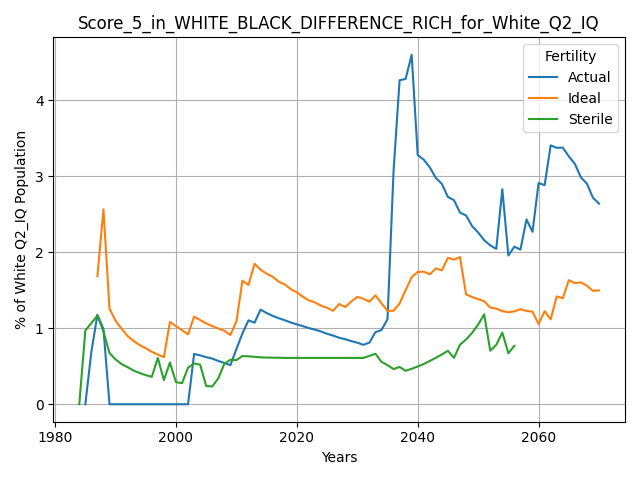 Score_5_in_WHITE_BLACK_DIFFERENCE_RICH_for_White_Q2_IQ
Fertility
Actual
Ideal
Sterile
% of White Q2_IQ Population
4
3
2
1
0
1980
2000
2020
2040
2060
Years